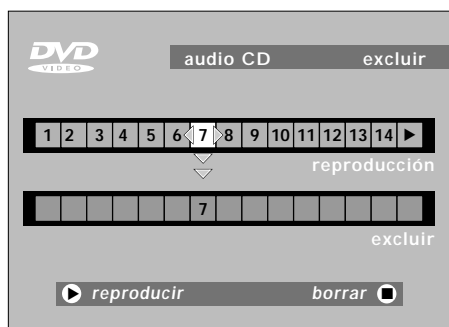 DVD
VIDEO
audio CD excluir
1 2 3 4 5 6 7 8 9 10 11 12 13 14
reproducción
7
excluir
reproducir borrar